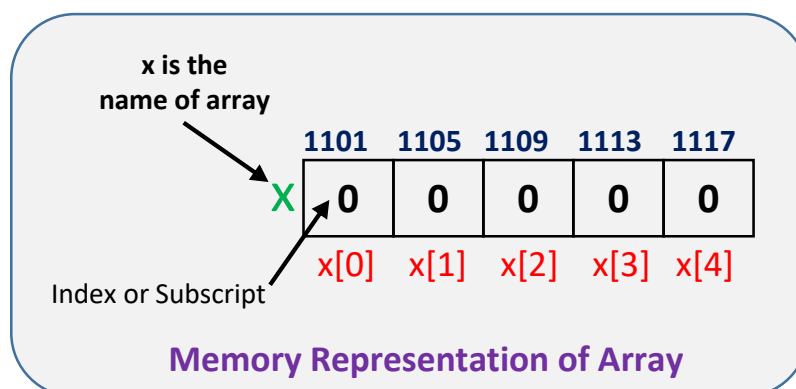 x is the
name of array
1101 1105 1109 1113 1117
X 0 0 0 0 0
x[0] x[1] x[2] x[3] x[4]
Index or Subscript
Memory Representation of Array